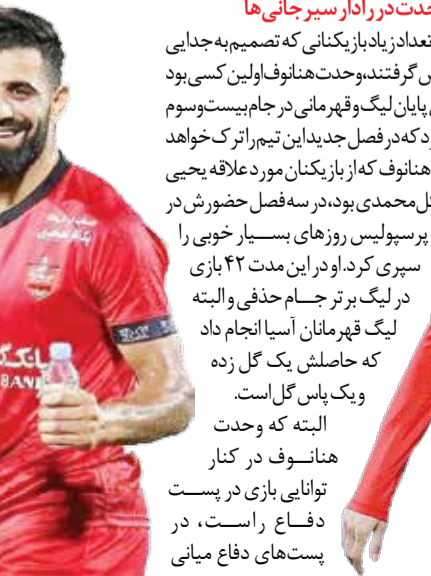 حدت در رادار سیرجانی‌ها
تعداد زیاد بازیکنانی که تصمیم به جدایی
گرفتند، وحدت هنانوف اولین کسی بود
پایان لیگ و قهرمانی در جام بیست‌وسوم
که در فصل جدید این تیم را ترک خواهد
هنانوف که از بازیکنان مورد علاقه یحیی
گل‌محمدی بود، در سه فصل حضورش در
پرسپولیس روزهای بسیار خوبی را
سپری کرد. او در این مدت ۴۲ بازی
در لیگ برتر جام حذفی و البته
لیگ قهرمانان آسیا انجام داد
که حاصلش یک گل زده
و یک پاس گل است.
البته که وحدت
هنانوف در کنار
توانایی بازی در پست
دفاع راست، در
پست‌های دفاع میانی